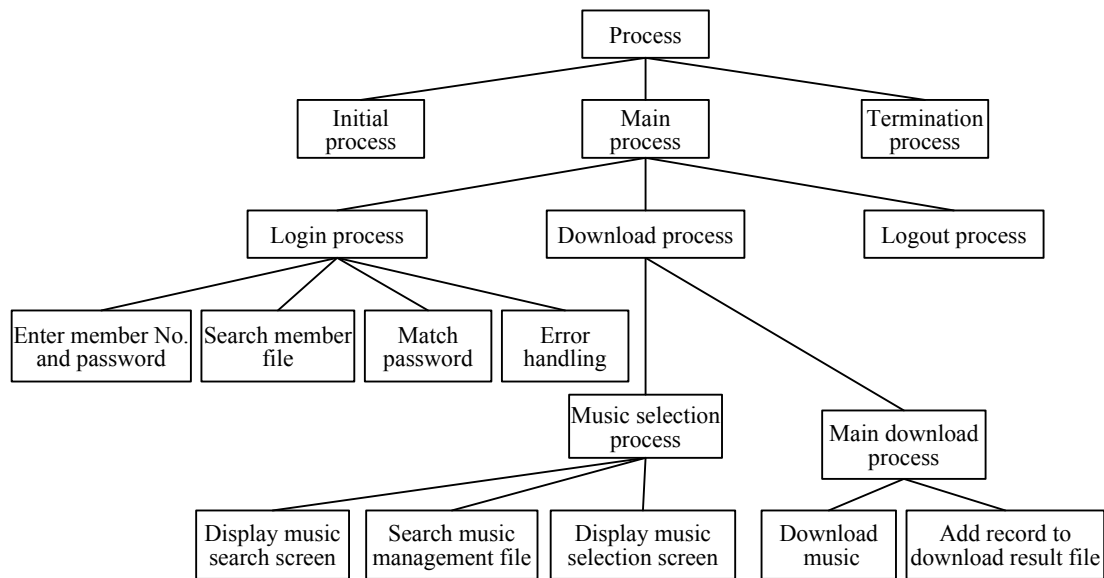 Process
Initial
process
Main
process
Termination
process
Login process
Download process
Logout process
Enter member No.
and password
Search member
file
Match
password
Error
handling
Music selection
process
Main download
process
Display music
search screen
Search music
management file
Display music
selection screen
Download
music
Add record to
download result file